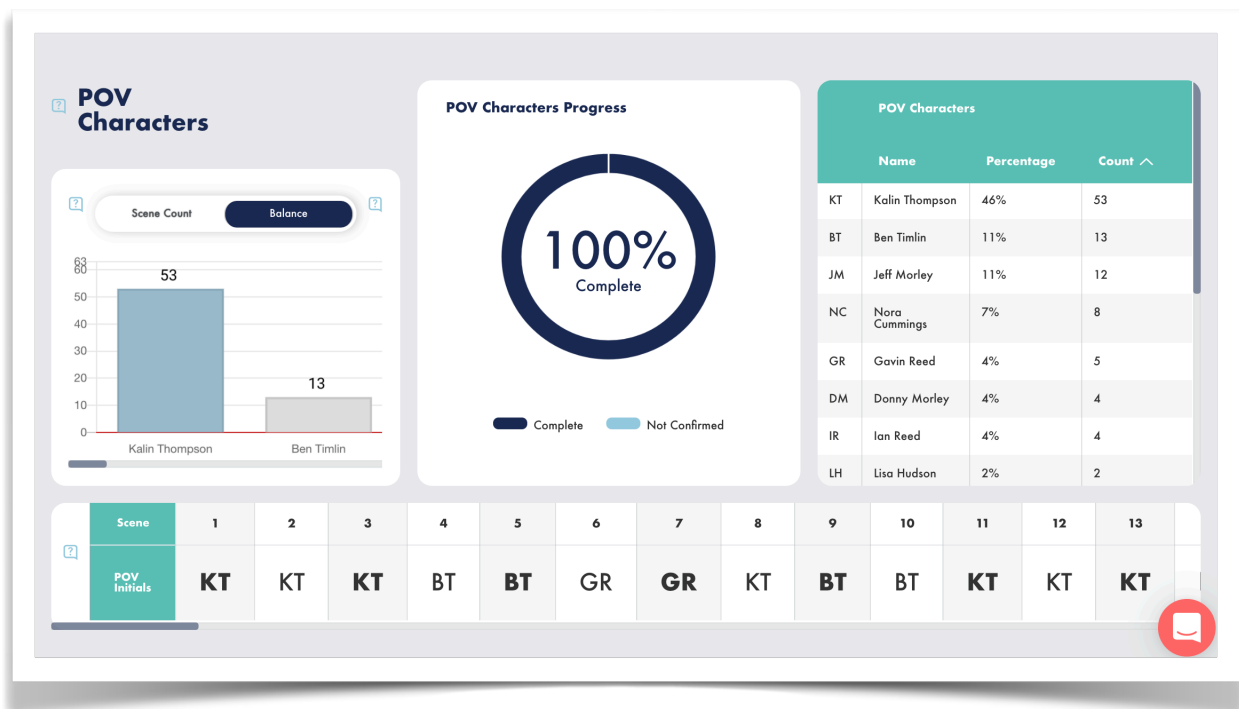 ?
POV
Characters
?
Scene Count
Balance
?
63
60
50
40
30
20
10
0
53
13
Kalin Thompson
Ben Timlin
POV Characters Progress
100%
Complete
Complete
Not Confirmed
POV Characters
Name Percentage Count
KT Kalin Thompson 46% 53
BT Ben Timlin 11% 13
JM Jeff Morley 11% 12
NC Nora
Cummings 7% 8
GR Gavin Reed 4% 5
DM Donny Morley 4% 4
IR Ian Reed 4% 4
LH Lisa Hudson 2% 2
?
Scene 1 2 3 4 5 6 7 8 9 10 11 12 13
POV
Initials KT KT KT BT BT GR GR KT BT BT KT KT KT